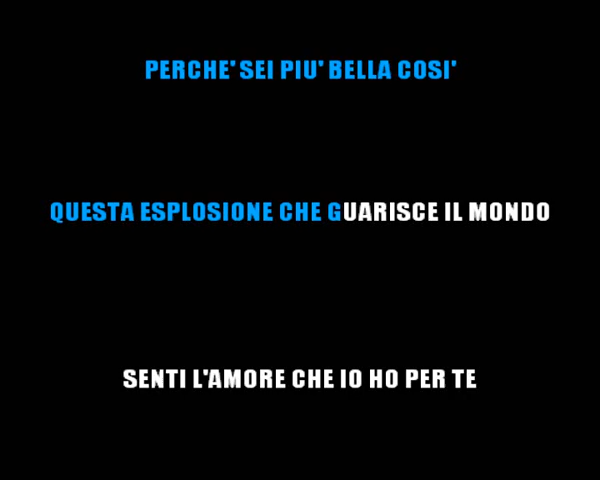 PERCHE' SEI PIU' BELLA COSI'
QUESTA ESPLOSIONE CHE GUARISCE IL MONDO
SENTI L'AMORE CHE IO HO PER TE